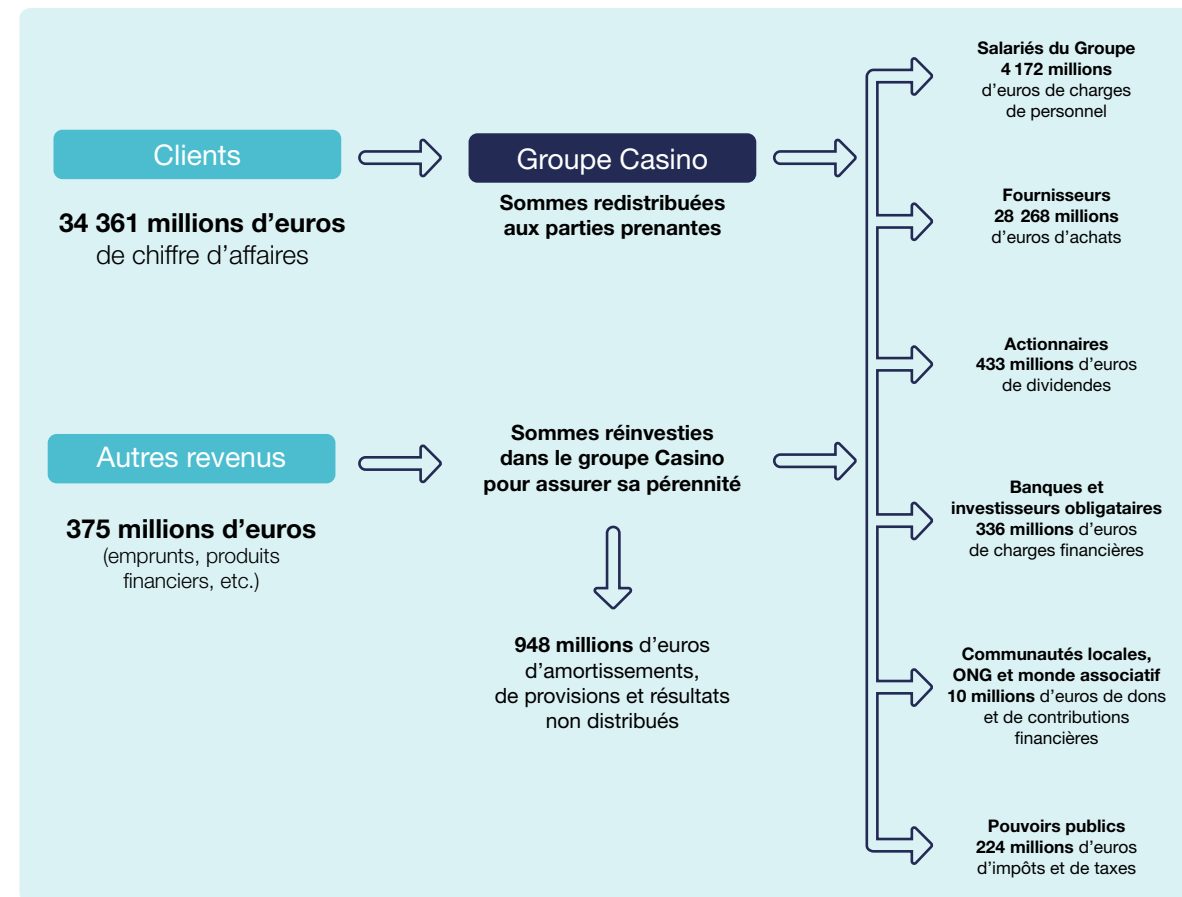 Clients
34 361 millions d’euros
de chiffre d’affaires
Groupe Casino
Sommes redistribuées
aux parties prenantes
Autres revenus
375 millions d’euros
(emprunts, produits
financiers, etc.)
Sommes réinvesties
dans le groupe Casino
pour assurer sa pérennité
948 millions d’euros
d’amortissements,
de provisions et résultats
non distribués
Salariés du Groupe
4 172 millions
d’euros de charges
de personnel
Fournisseurs
28 268 millions
d’euros d’achats
Actionnaires
433 millions d’euros
de dividendes
Banques et
investisseurs obligataires
336 millions d’euros
de charges financières
Communautés locales,
ONG et monde associatif
10 millions d’euros de dons
et de contributions
financières
Pouvoirs publics
224 millions d’euros
d’impôts et de taxes